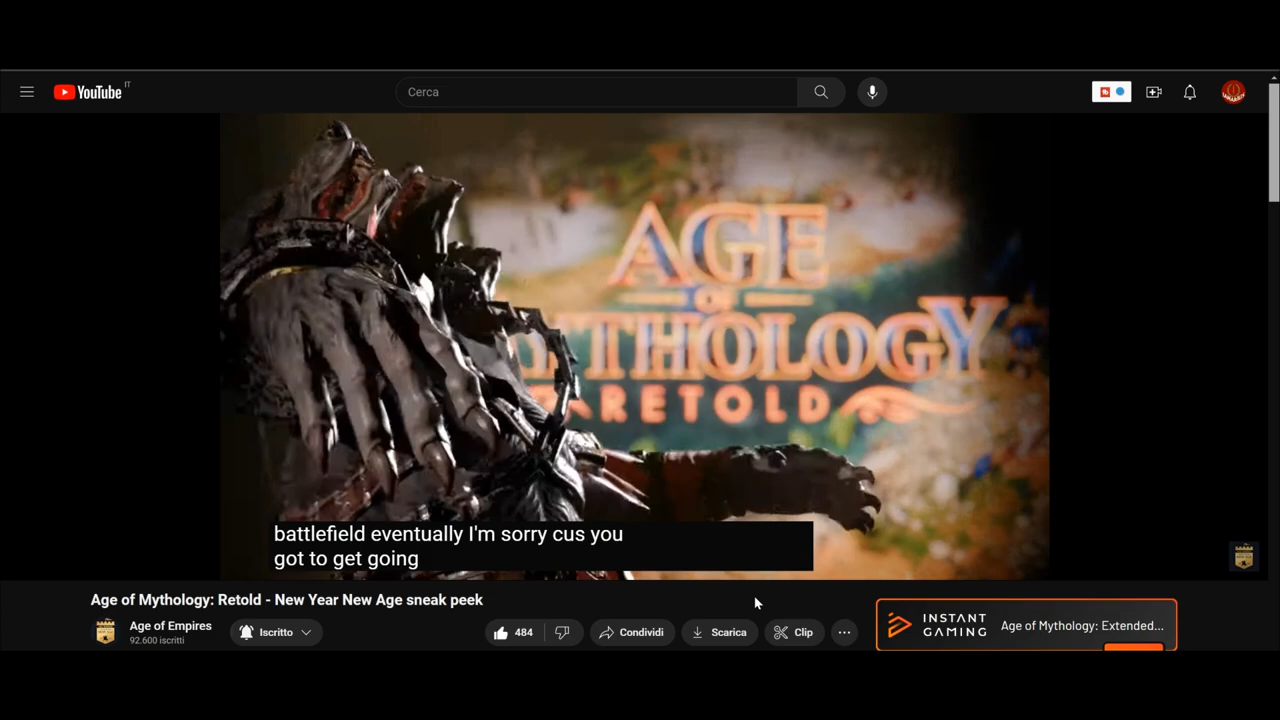 YouTube IT
Cerca
AGE
OF
MYTHOLOGY
RETOLD
battlefield eventually I'm sorry cus you
got to get going
Age of Mythology: Retold - New Year New Age sneak peek
Age of Empires
92.600 iscritti
Iscritto
484
Condividi
Scarica
Clip
INSTANT
GAMING
Age of Mythology: Extended...